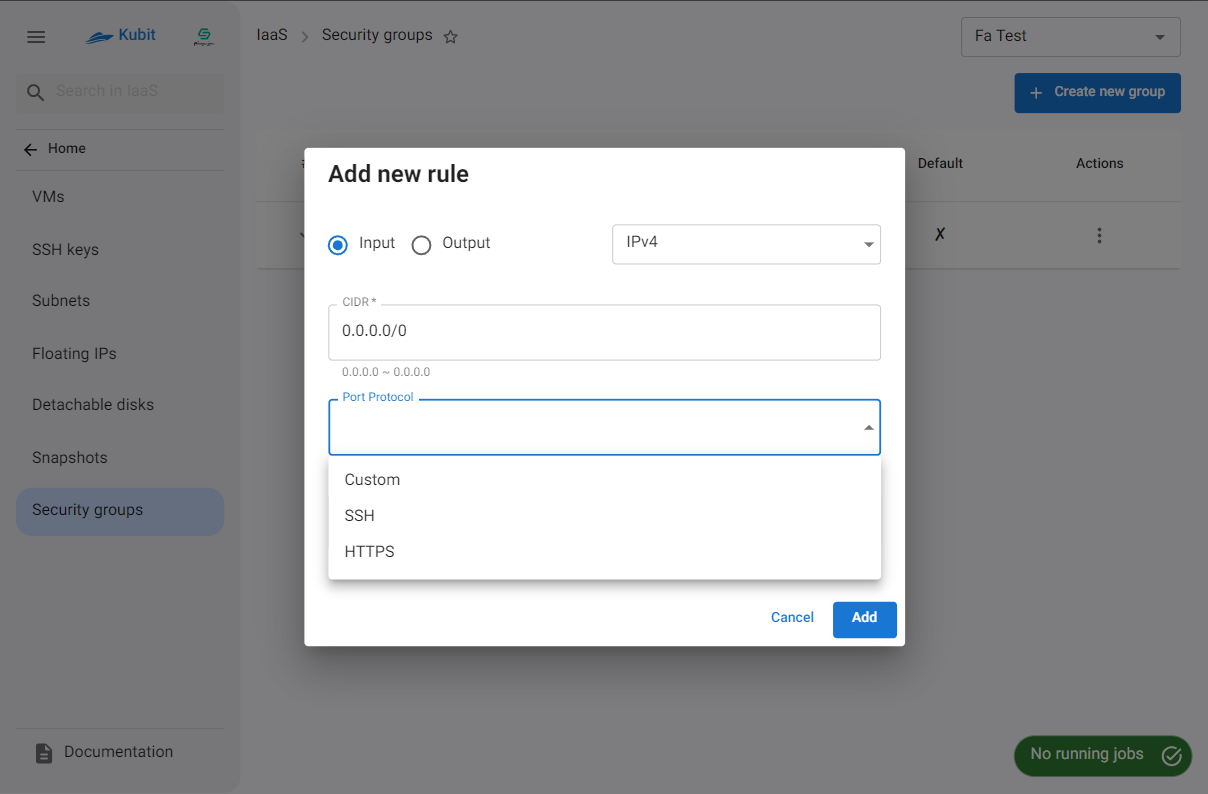 Kubit
IaaS > Security groups
Fa Test
Search in IaaS
+ Create new group
Home
Default
Actions
Add new rule
VMs
✗
Input
Output
IPv4
SSH keys
Subnets
CIDR *
0.0.0.0/0
Floating IPs
0.0.0.0 ~ 0.0.0.0
Port Protocol
Detachable disks
Snapshots
Custom
Security groups
SSH
HTTPS
Cancel
Add
Documentation
No running jobs